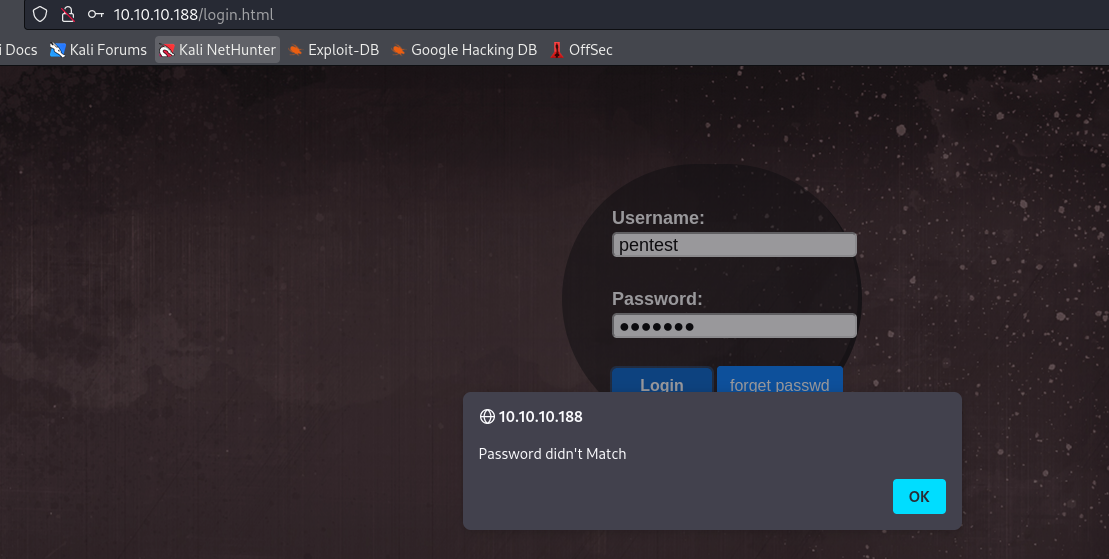 10.10.10.188/login.html
i Docs Kali Forums Kali NetHunter Exploit-DB Google Hacking DB OffSec
Username:
pentest
Password:
Login forget passwd
10.10.10.188
Password didn't Match
OK